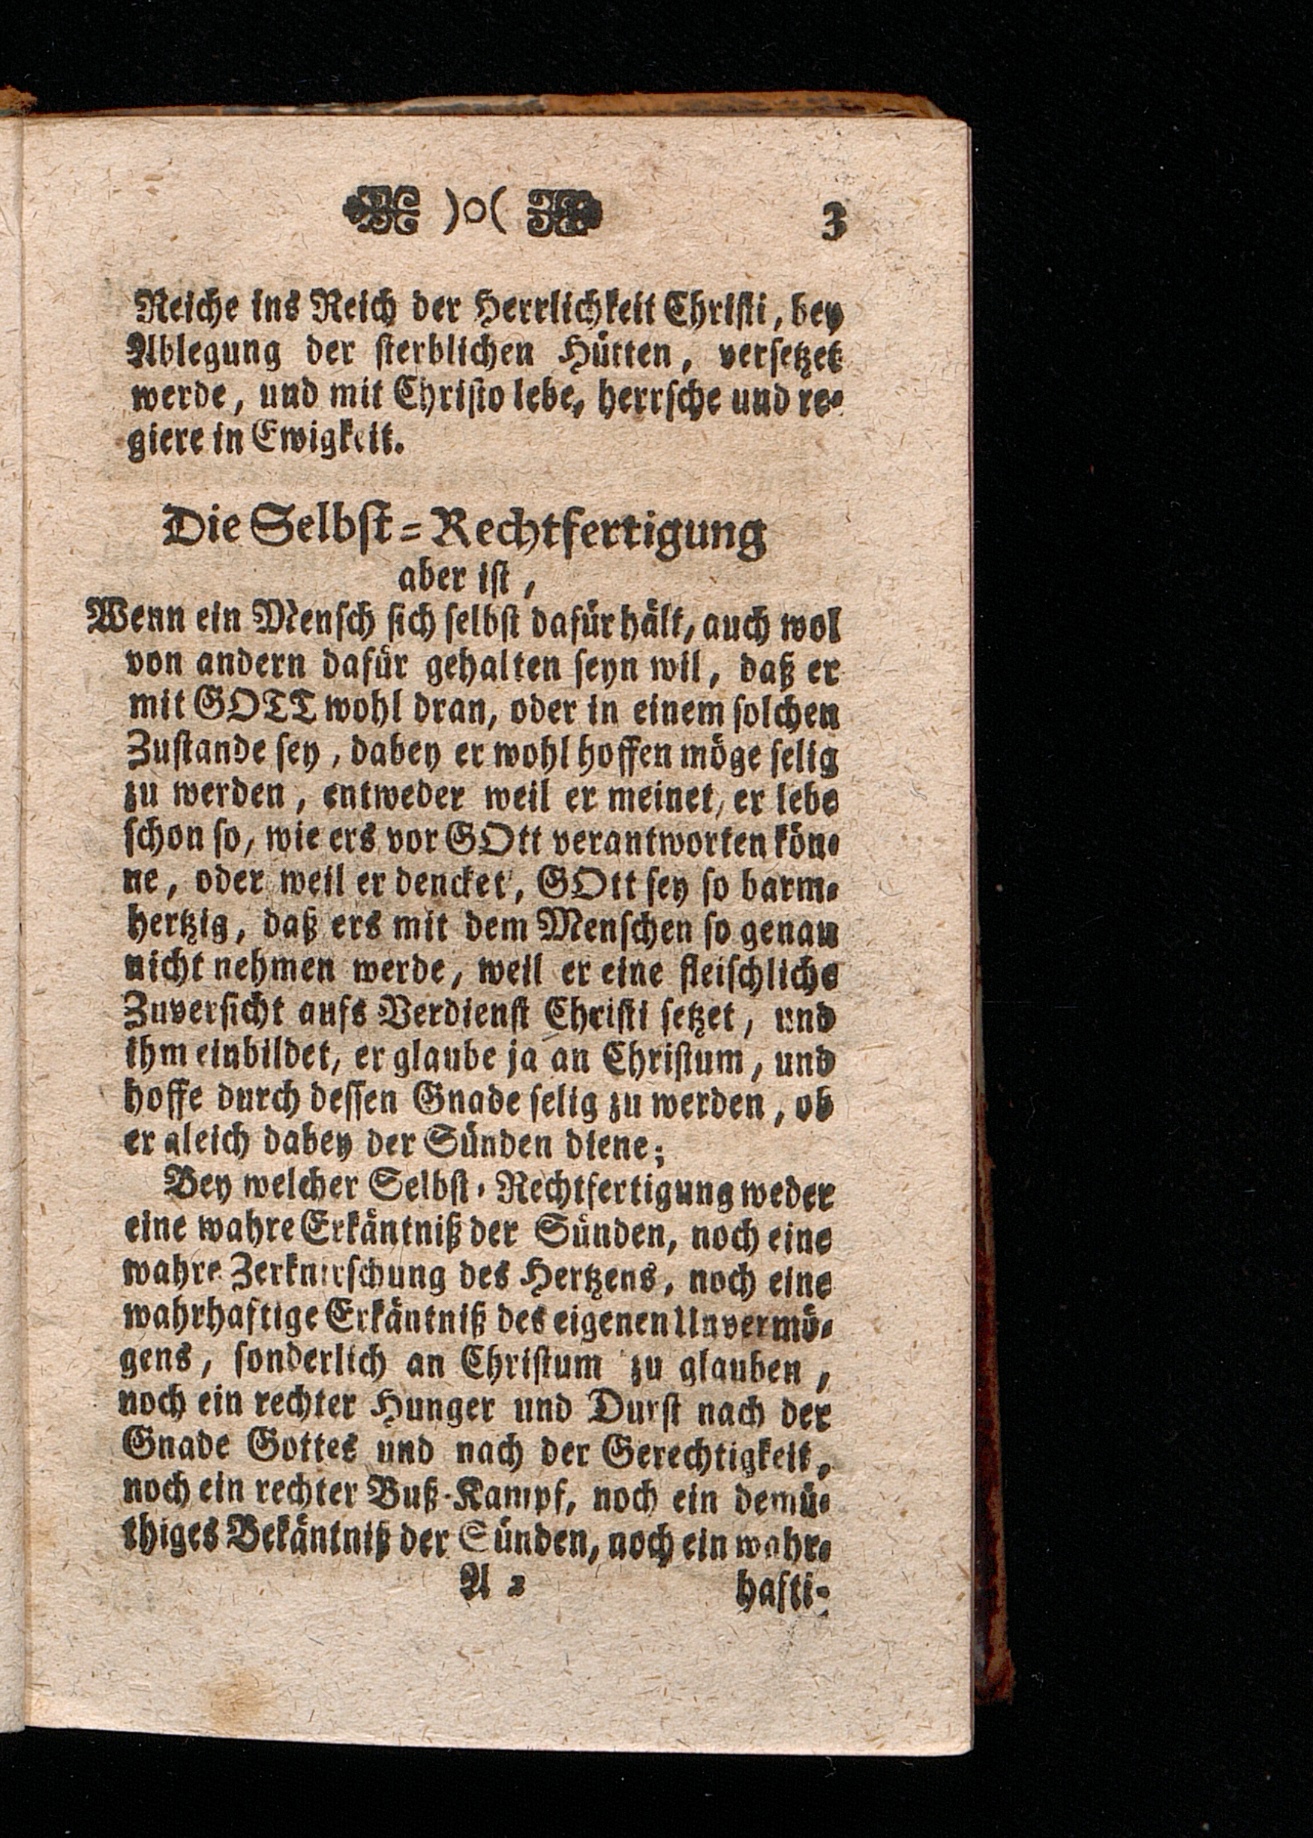 )o( 3
Reiche ins Reich der Herrlichkeit Christi, bey
Ablegung der sterblichen Hütten, versetzet
werde, und mit Christo lebe, herrsche und re-
giere in Ewigkeit.
Die Selbst-Rechtfertigung
aber ist,
Wenn ein Mensch sich selbst dafür hält, auch wol
von andern dafür gehalten seyn wil, daß er
mit GOTT wohl dran, oder in einem solchen
Zustande sey, dabey er wohl hoffen möge selig
zu werden, entweder weil er meinet, er lebe
schon so, wie ers vor GOtt verantworten kön-
ne, oder weil er dencket, GOtt sey so barm-
hertzig, daß ers mit dem Menschen so genau
nicht nehmen werde, weil er eine fleischliche
Zuversicht aufs Verdienst Christi setzet, und
ihm einbildet, er glaube ja an Christum, und
hoffe durch dessen Gnade selig zu werden, ob
er gleich dabey der Sünden diene;
Bey welcher Selbst-Rechtfertigung weder
eine wahre Erkäntniß der Sünden, noch eine
wahre Zerknirschung des Hertzens, noch eine
wahrhaftige Erkäntniß des eigenen Unvermö-
gens, sonderlich an Christum zu glauben,
noch ein rechter Hunger und Durst nach der
Gnade Gottes und nach der Gerechtigkeit,
noch ein rechter Buß-Kampf, noch ein demü-
thiges Bekäntniß der Sünden, noch ein wahr-
A 2 hafti-